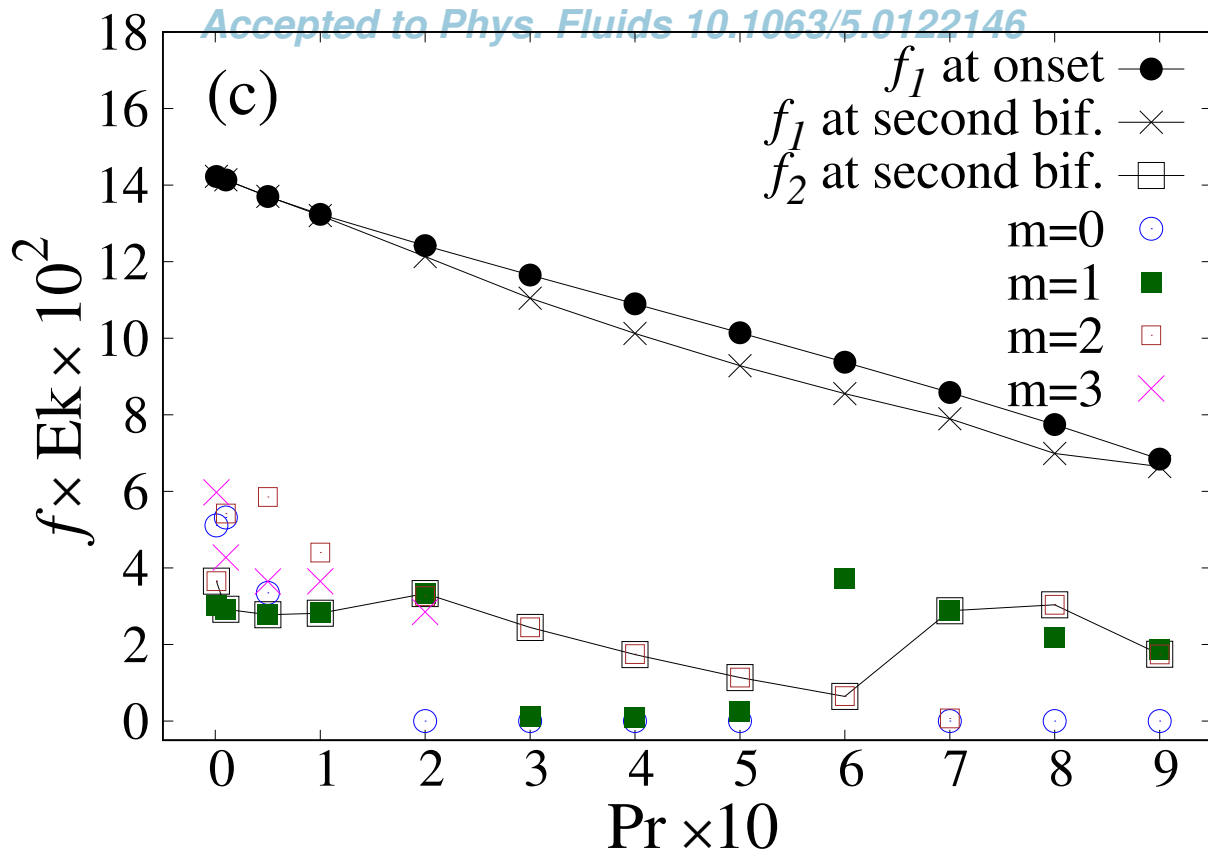 Accepted to Phys. Fluids 10.1063/5.0122146
(c)
f1 at onset
f1 at second bif.
f2 at second bif.
m=0
m=1
m=2
m=3
18
16
14
12
10
8
6
4
2
0
f × Ek × 10²
0 1 2 3 4 5 6 7 8 9
Pr ×10